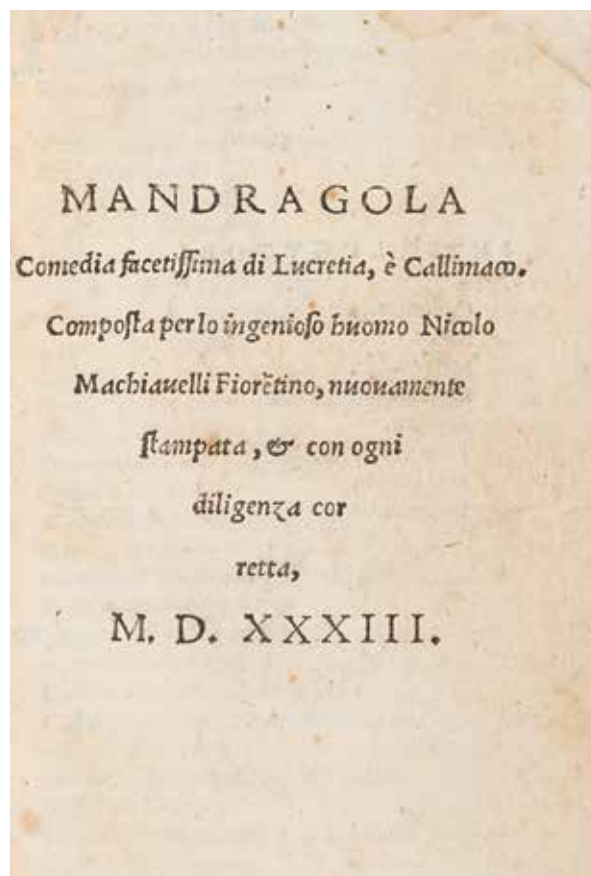 MANDRAGOLA
Comedia facetiſſima di Lucretia, è Callimaco.
Compoſta per lo ingenioſo huomo Nicolo
Machiauelli Fiorẽtino, nuouamente
ſtampata, & con ogni
diligenza cor
retta,
M. D. XXXIII.